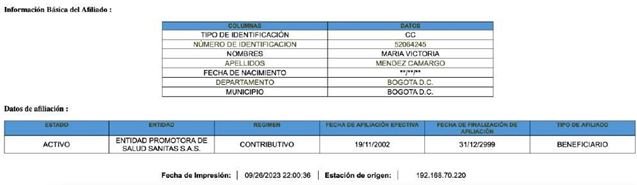 Información Básica del Afiliado :
COLUMNAS DATOS
TIPO DE IDENTIFICACIÓN CC
NÚMERO DE IDENTIFICACION 52064245
NOMBRES MARIA VICTORIA
APELLIDOS MENDEZ CAMARGO
FECHA DE NACIMIENTO **/**/**
DEPARTAMENTO BOGOTA D.C.
MUNICIPIO BOGOTA D.C.
Datos de afiliación :
ESTADO ENTIDAD REGIMEN FECHA DE AFILIACIÓN EFECTIVA FECHA DE FINALIZACIÓN DE AFILIACIÓN TIPO DE AFILIADO
ACTIVO ENTIDAD PROMOTORA DE SALUD SANITAS S.A.S. CONTRIBUTIVO 19/11/2002 31/12/2999 BENEFICIARIO
Fecha de Impresión: 09/26/2023 22:00:36 Estación de origen: 192.168.70.220